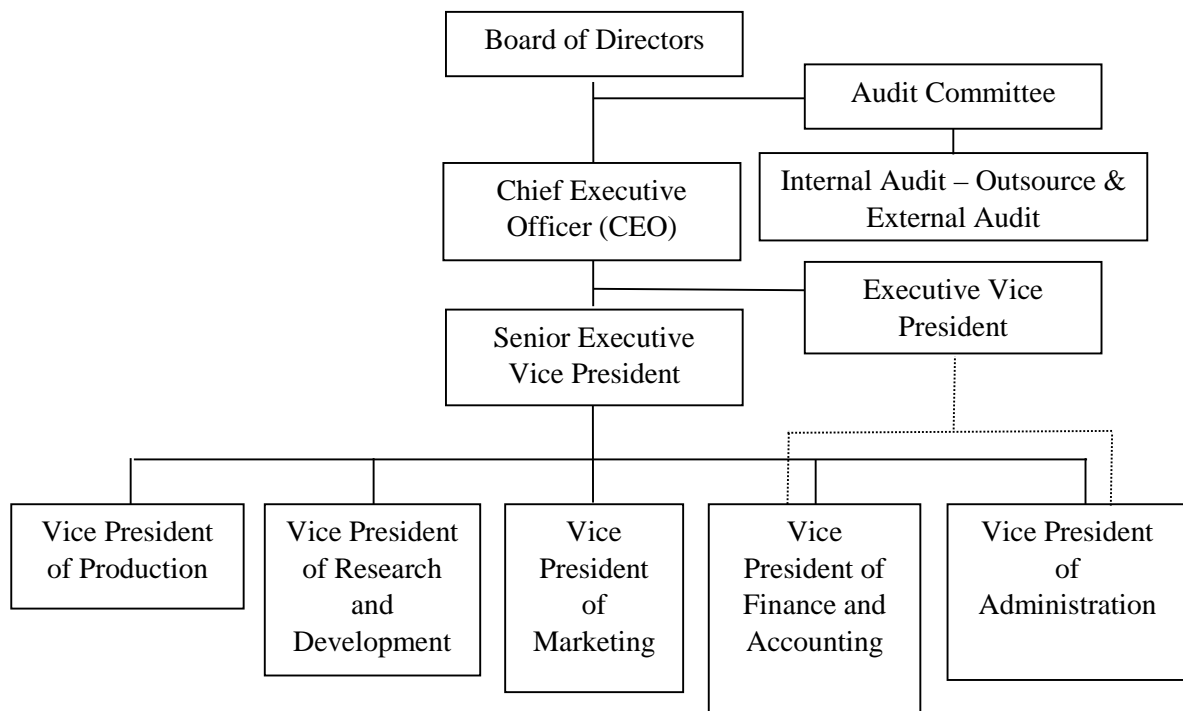 Board of Directors
Audit Committee
Chief Executive
Officer (CEO)
Internal Audit – Outsource &
External Audit
Executive Vice
President
Senior Executive
Vice President
Vice President
of Production
Vice President
of Research
and
Development
Vice
President
of
Marketing
Vice
President of
Finance and
Accounting
Vice President
of
Administration